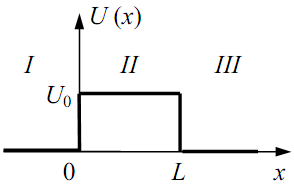 U (x)
I II III
U₀
0 L x